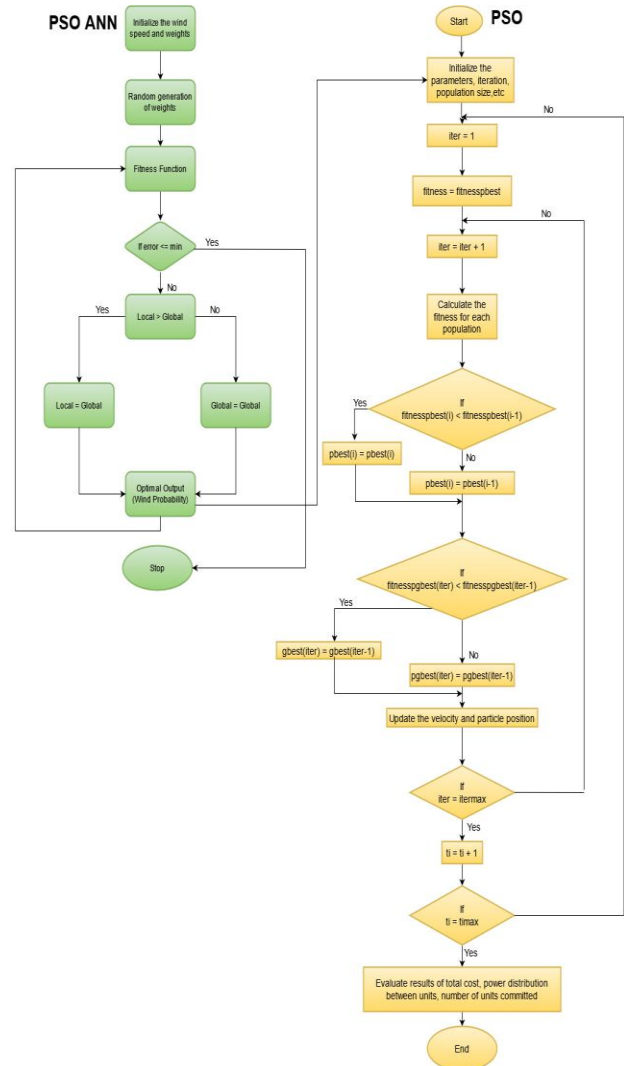 PSO ANN
Initialize the wind
speed and weights
Random generation
of weights
Fitness Function
If error <= min
Yes
No
Local > Global
Yes
No
Local = Global
Global = Global
Optimal Output
(Wind Probability)
Stop
PSO
Start
Initialize the
parameters, iteration,
population size,etc
No
iter = 1
fitness = fitnesspbest
No
iter = iter + 1
Calculate the
fitness for each
population
If
fitnesspbest(i) < fitnesspbest(i-1)
Yes
pbest(i) = pbest(i)
No
pbest(i) = pbest(i-1)
If
fitnesspgbest(iter) < fitnesspgbest(iter-1)
Yes
gbest(iter) = gbest(iter-1)
No
pgbest(iter) = pgbest(iter-1)
Update the velocity and particle position
If
iter = itermax
Yes
ti = ti + 1
If
ti = timax
Yes
Evaluate results of total cost, power distribution
between units, number of units committed
End